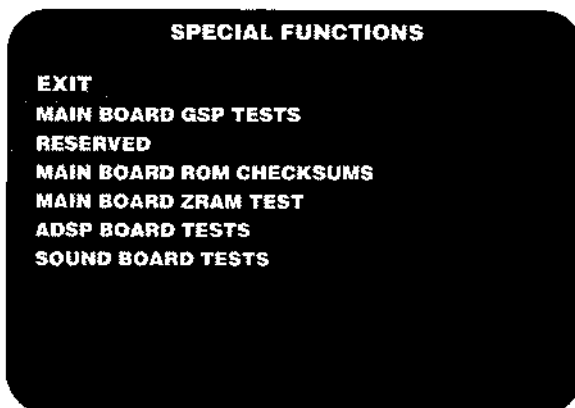 SPECIAL FUNCTIONS
EXIT
MAIN BOARD GSP TESTS
RESERVED
MAIN BOARD ROM CHECKSUMS
MAIN BOARD ZRAM TEST
ADSP BOARD TESTS
SOUND BOARD TESTS